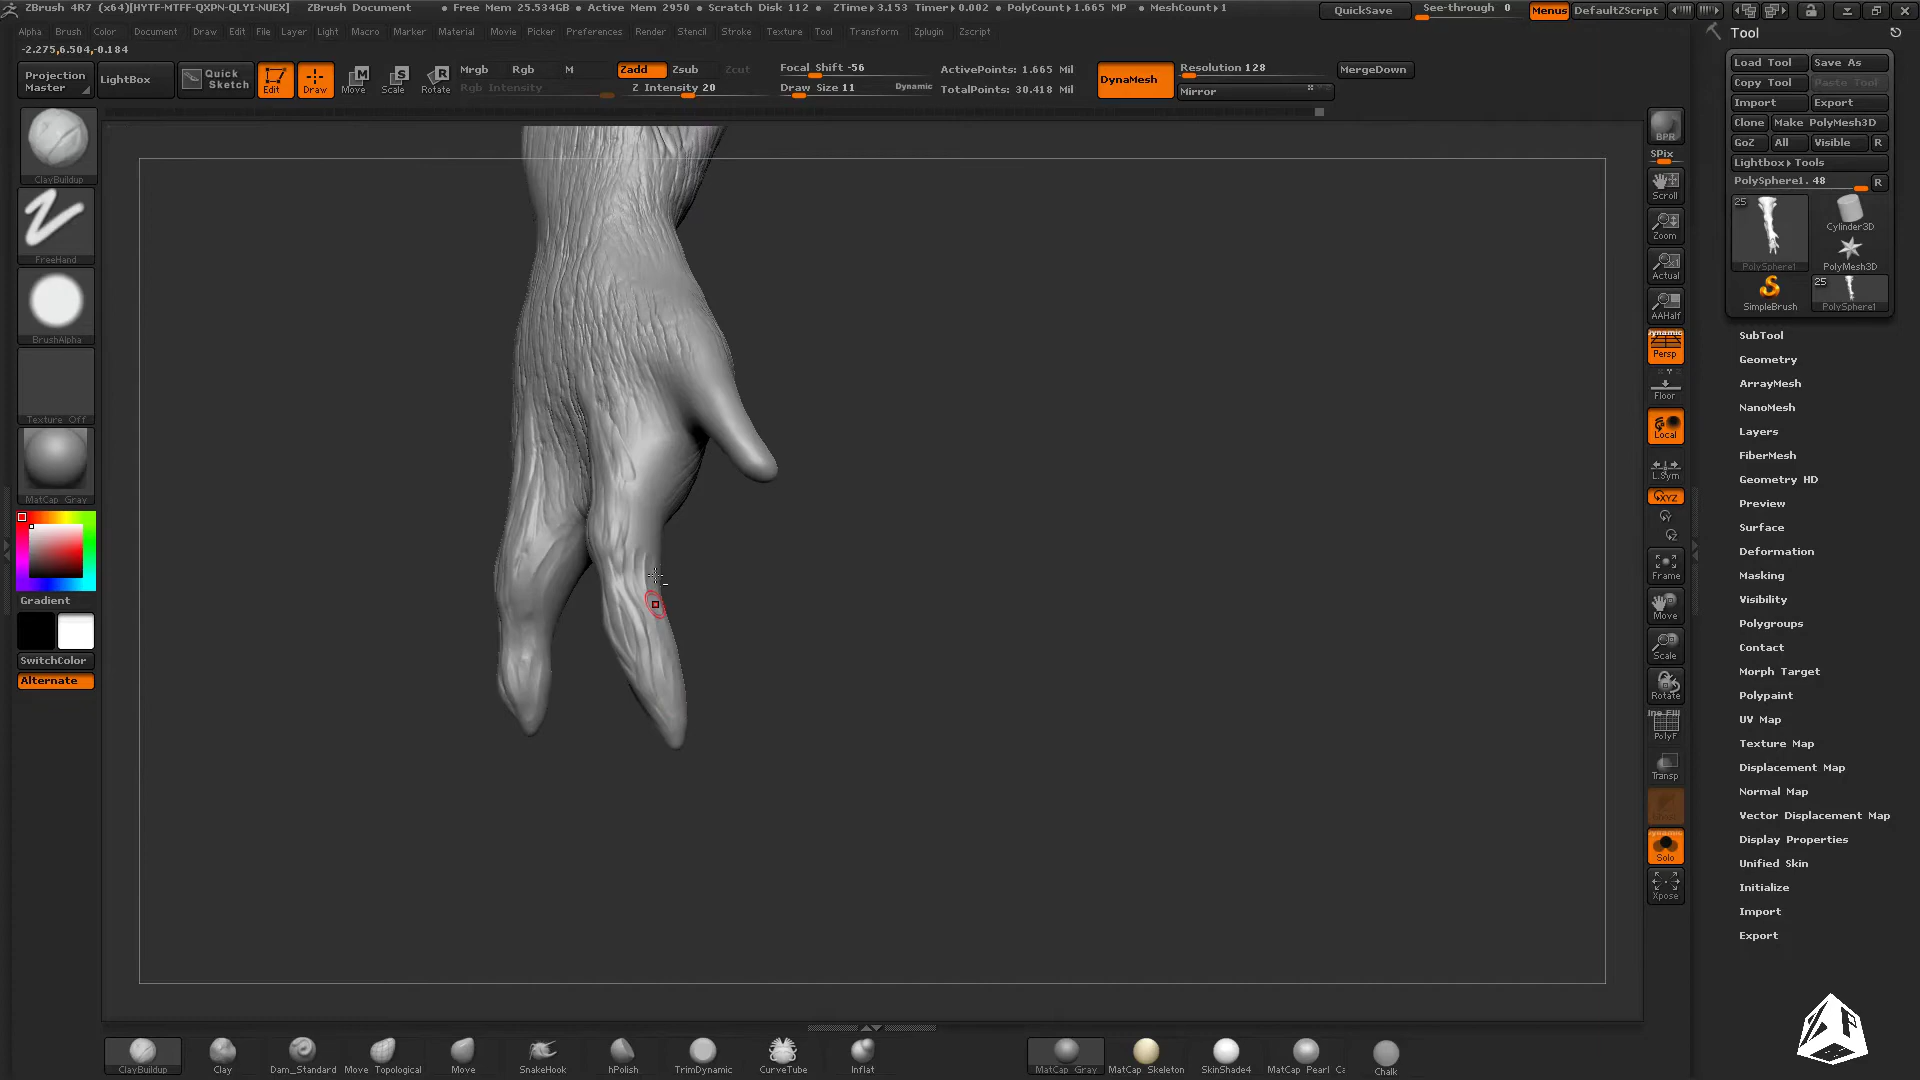 ZBrush 4R7 (x64)[HYTF-MTFF-QXPN-QLYI-NUEX] ZBrush Document • Free Mem 25.534GB • Active Mem 2950 • Scratch Disk 112 • ZTime▸3.153 Timer▸0.002 • PolyCount▸1.665 MP • MeshCount▸1 QuickSave See-through 0 Menus DefaultZScript
Alpha Brush Color Document Draw Edit File Layer Light Macro Marker Material Movie Picker Preferences Render Stencil Stroke Texture Tool Transform Zplugin Zscript
-2.275,6.504,-0.184
Projection Master
LightBox
Quick Sketch
Edit
Draw
Move
Scale
Rotate
Mrgb Rgb M
Rgb Intensity
Zadd Zsub Zcut
Z Intensity 20
Focal Shift -56
Draw Size 11 Dynamic
ActivePoints: 1.665 Mil
TotalPoints: 30.418 Mil
DynaMesh
Resolution 128
Mirror
MergeDown
ClayBuildup
FreeHand
BrushAlpha
Texture Off
MatCap Gray
Gradient
SwitchColor
Alternate
BPR
SPix
Scroll
Zoom
Actual
AAHalf
Dynamic
Persp
Floor
Local
L.Sym
XYZ
Frame
Move
Scale
Rotate
PolyF
Transp
Dynamic
Solo
Xpose
Tool
Load Tool Save As
Copy Tool Paste Tool
Import Export
Clone Make PolyMesh3D
GoZ All Visible R
Lightbox▸Tools
PolySphere1. 48 R
25
PolySphere1
Cylinder3D
PolyMesh3D
SimpleBrush
25
PolySphere1
SubTool
Geometry
ArrayMesh
NanoMesh
Layers
FiberMesh
Geometry HD
Preview
Surface
Deformation
Masking
Visibility
Polygroups
Contact
Morph Target
Polypaint
UV Map
Texture Map
Displacement Map
Normal Map
Vector Displacement Map
Display Properties
Unified Skin
Initialize
Import
Export
ClayBuildup Clay Dam_Standard Move Topological Move SnakeHook hPolish TrimDynamic CurveTube Inflat MatCap Gray MatCap Skeleton SkinShade4 MatCap Pearl Ca Chalk